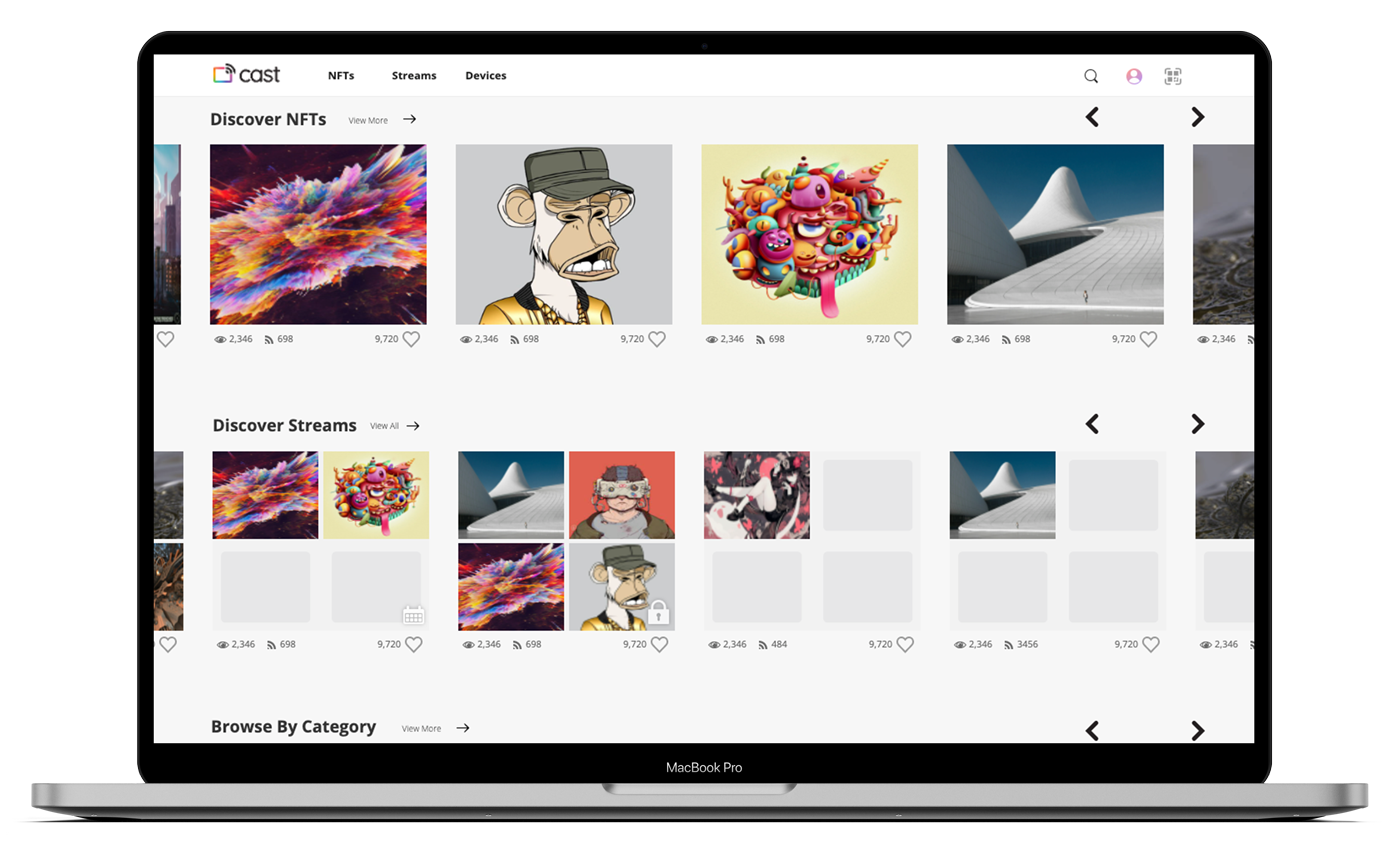 cast NFTs Streams Devices
Discover NFTs View More
2,346 698 9,720
2,346 698 9,720
2,346 698 9,720
2,346 698 9,720
2,346
Discover Streams View All
2,346 698 9,720
2,346 698 9,720
2,346 484 9,720
2,346 3456 9,720
2,346
Browse By Category View More
MacBook Pro